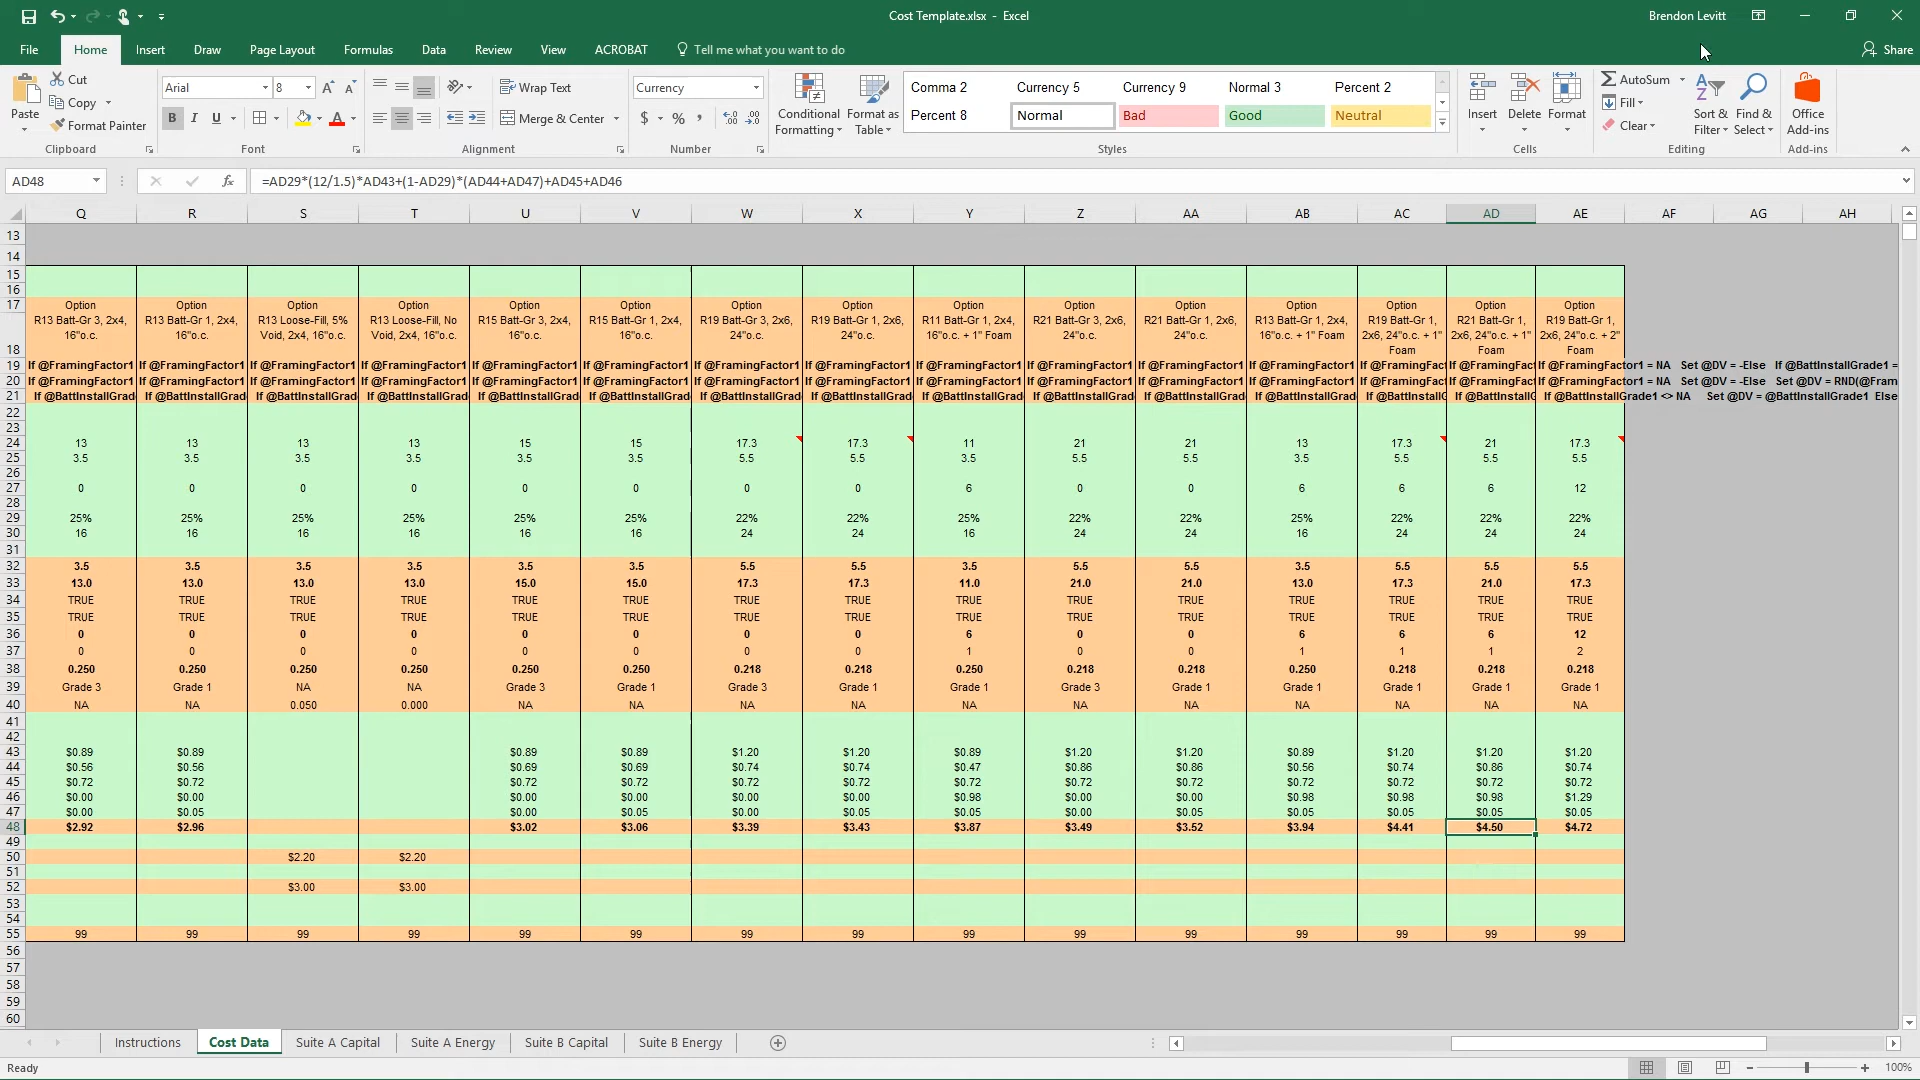 Cost Template.xlsx - Excel
Brendon Levitt
File Home Insert Draw Page Layout Formulas Data Review View ACROBAT Tell me what you want to do Share
Cut
Copy
Format Painter
Paste
Clipboard
Arial 8
B I U
Font
Wrap Text
Merge & Center
Alignment
Currency
$ % ,
Number
Conditional Formatting
Format as Table
Comma 2 Currency 5 Currency 9 Normal 3 Percent 2
Percent 8 Normal Bad Good Neutral
Styles
Insert Delete Format
Cells
AutoSum
Fill
Clear
Sort & Filter
Find & Select
Editing
Office Add-ins
Add-ins
AD48 fx =AD29*(12/1.5)*AD43+(1-AD29)*(AD44+AD47)+AD45+AD46
Q R S T U V W X Y Z AA AB AC AD AE AF AG AH
13
14
15
16
17 Option Option Option Option Option Option Option Option Option Option Option Option Option Option Option
R13 Batt-Gr 3, 2x4, R13 Batt-Gr 1, 2x4, R13 Loose-Fill, 5% R13 Loose-Fill, No R15 Batt-Gr 3, 2x4, R15 Batt-Gr 1, 2x4, R19 Batt-Gr 3, 2x6, R19 Batt-Gr 1, 2x6, R11 Batt-Gr 1, 2x4, R21 Batt-Gr 3, 2x6, R21 Batt-Gr 1, 2x6, R13 Batt-Gr 1, 2x4, R19 Batt-Gr 1, R21 Batt-Gr 1, R19 Batt-Gr 1,
16"o.c. 16"o.c. Void, 2x4, 16"o.c. Void, 2x4, 16"o.c. 16"o.c. 16"o.c. 24"o.c. 24"o.c. 16"o.c. + 1" Foam 24"o.c. 24"o.c. 16"o.c. + 1" Foam 2x6, 24"o.c. + 1" 2x6, 24"o.c. + 1" 2x6, 24"o.c. + 2"
18 Foam Foam Foam
19 If @FramingFactor1 If @FramingFactor1 If @FramingFactor1 If @FramingFactor1 If @FramingFactor1 If @FramingFactor1 If @FramingFactor1 If @FramingFactor1 If @FramingFactor1 If @FramingFactor1 If @FramingFactor1 If @FramingFactor1 If @FramingFact If @FramingFact If @FramingFactor1 = NA Set @DV = -Else If @BattInstallGrade1 =
20 If @FramingFactor1 If @FramingFactor1 If @FramingFactor1 If @FramingFactor1 If @FramingFactor1 If @FramingFactor1 If @FramingFactor1 If @FramingFactor1 If @FramingFactor1 If @FramingFactor1 If @FramingFactor1 If @FramingFactor1 If @FramingFact If @FramingFact If @FramingFactor1 = NA Set @DV = -Else Set @DV = RND(@Fram
21 If @BattInstallGrade If @BattInstallGrade If @BattInstallGrade If @BattInstallGrade If @BattInstallGrade If @BattInstallGrade If @BattInstallGrade If @BattInstallGrade If @BattInstallGrade If @BattInstallGrade If @BattInstallGrade If @BattInstallGrade If @BattInstallG If @BattInstallG If @BattInstallGrade1 <> NA Set @DV = @BattInstallGrade1 Else
22
23
24 13 13 13 13 15 15 17.3 17.3 11 21 21 13 17.3 21 17.3
25 3.5 3.5 3.5 3.5 3.5 3.5 5.5 5.5 3.5 5.5 5.5 3.5 5.5 5.5 5.5
26
27 0 0 0 0 0 0 0 0 6 0 0 6 6 6 12
28
29 25% 25% 25% 25% 25% 25% 22% 22% 25% 22% 22% 25% 22% 22% 22%
30 16 16 16 16 16 16 24 24 16 24 24 16 24 24 24
31
32 3.5 3.5 3.5 3.5 3.5 3.5 5.5 5.5 3.5 5.5 5.5 3.5 5.5 5.5 5.5
33 13.0 13.0 13.0 13.0 15.0 15.0 17.3 17.3 11.0 21.0 21.0 13.0 17.3 21.0 17.3
34 TRUE TRUE TRUE TRUE TRUE TRUE TRUE TRUE TRUE TRUE TRUE TRUE TRUE TRUE TRUE
35 TRUE TRUE TRUE TRUE TRUE TRUE TRUE TRUE TRUE TRUE TRUE TRUE TRUE TRUE TRUE
36 0 0 0 0 0 0 0 0 6 0 0 6 6 6 12
37 0 0 0 0 0 0 0 0 1 0 0 1 1 1 2
38 0.250 0.250 0.250 0.250 0.250 0.250 0.218 0.218 0.250 0.218 0.218 0.250 0.218 0.218 0.218
39 Grade 3 Grade 1 NA NA Grade 3 Grade 1 Grade 3 Grade 1 Grade 1 Grade 3 Grade 1 Grade 1 Grade 1 Grade 1 Grade 1
40 NA NA 0.050 0.000 NA NA NA NA NA NA NA NA NA NA NA
41
42
43 $0.89 $0.89 $0.89 $0.89 $1.20 $1.20 $0.89 $1.20 $1.20 $0.89 $1.20 $1.20 $1.20
44 $0.56 $0.56 $0.69 $0.69 $0.74 $0.74 $0.47 $0.86 $0.86 $0.56 $0.74 $0.86 $0.74
45 $0.72 $0.72 $0.72 $0.72 $0.72 $0.72 $0.72 $0.72 $0.72 $0.72 $0.72 $0.72 $0.72
46 $0.00 $0.00 $0.00 $0.00 $0.00 $0.00 $0.98 $0.00 $0.00 $0.98 $0.98 $0.98 $1.29
47 $0.00 $0.05 $0.00 $0.05 $0.00 $0.05 $0.05 $0.00 $0.05 $0.05 $0.05 $0.05 $0.05
48 $2.92 $2.96 $3.02 $3.06 $3.39 $3.43 $3.87 $3.49 $3.52 $3.94 $4.41 $4.50 $4.72
49
50 $2.20 $2.20
51
52 $3.00 $3.00
53
54
55 99 99 99 99 99 99 99 99 99 99 99 99 99 99 99
56
57
58
59
60
Instructions Cost Data Suite A Capital Suite A Energy Suite B Capital Suite B Energy
Ready 100%